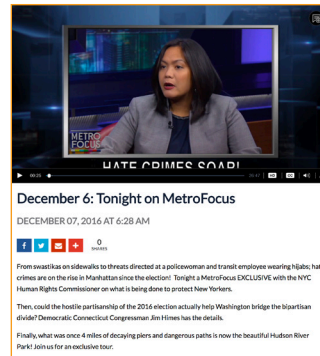 METRO
FOCUS
HATE CRIMES SOAR!
00:25
26:47
HD
CC
December 6: Tonight on MetroFocus
DECEMBER 07, 2016 AT 6:28 AM
0
SHARES
From swastikas on sidewalks to threats directed at a policewoman and transit employee wearing hijabs; hat
crimes are on the rise in Manhattan since the election! Tonight a MetroFocus EXCLUSIVE with the NYC
Human Rights Commissioner on what is being done to protect New Yorkers.
Then, could the hostile partisanship of the 2016 election actually help Washington bridge the bipartisan
divide? Democratic Connecticut Congressman Jim Himes has the details.
Finally, what was once 4 miles of decaying piers and dangerous paths is now the beautiful Hudson River
Park! Join us for an exclusive tour.